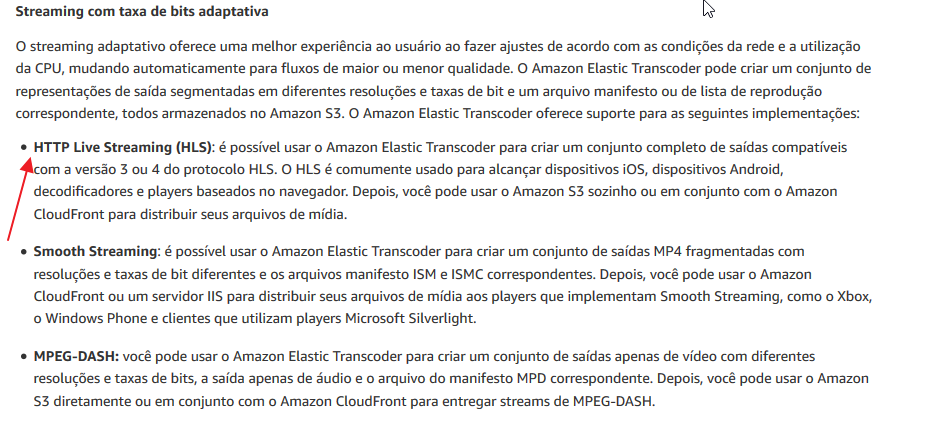 Streaming com taxa de bits adaptativa
O streaming adaptativo oferece uma melhor experiência ao usuário ao fazer ajustes de acordo com as condições da rede e a utilização
da CPU, mudando automaticamente para fluxos de maior ou menor qualidade. O Amazon Elastic Transcoder pode criar um conjunto de
representações de saída segmentadas em diferentes resoluções e taxas de bit e um arquivo manifesto ou de lista de reprodução
correspondente, todos armazenados no Amazon S3. O Amazon Elastic Transcoder oferece suporte para as seguintes implementações:
• HTTP Live Streaming (HLS): é possível usar o Amazon Elastic Transcoder para criar um conjunto completo de saídas compatíveis
com a versão 3 ou 4 do protocolo HLS. O HLS é comumente usado para alcançar dispositivos iOS, dispositivos Android,
decodificadores e players baseados no navegador. Depois, você pode usar o Amazon S3 sozinho ou em conjunto com o Amazon
CloudFront para distribuir seus arquivos de mídia.
• Smooth Streaming: é possível usar o Amazon Elastic Transcoder para criar um conjunto de saídas MP4 fragmentadas com
resoluções e taxas de bit diferentes e os arquivos manifesto ISM e ISMC correspondentes. Depois, você pode usar o Amazon
CloudFront ou um servidor IIS para distribuir seus arquivos de mídia aos players que implementam Smooth Streaming, como o Xbox,
o Windows Phone e clientes que utilizam players Microsoft Silverlight.
• MPEG-DASH: você pode usar o Amazon Elastic Transcoder para criar um conjunto de saídas apenas de vídeo com diferentes
resoluções e taxas de bits, a saída apenas de áudio e o arquivo do manifesto MPD correspondente. Depois, você pode usar o Amazon
S3 diretamente ou em conjunto com o Amazon CloudFront para entregar streams de MPEG-DASH.